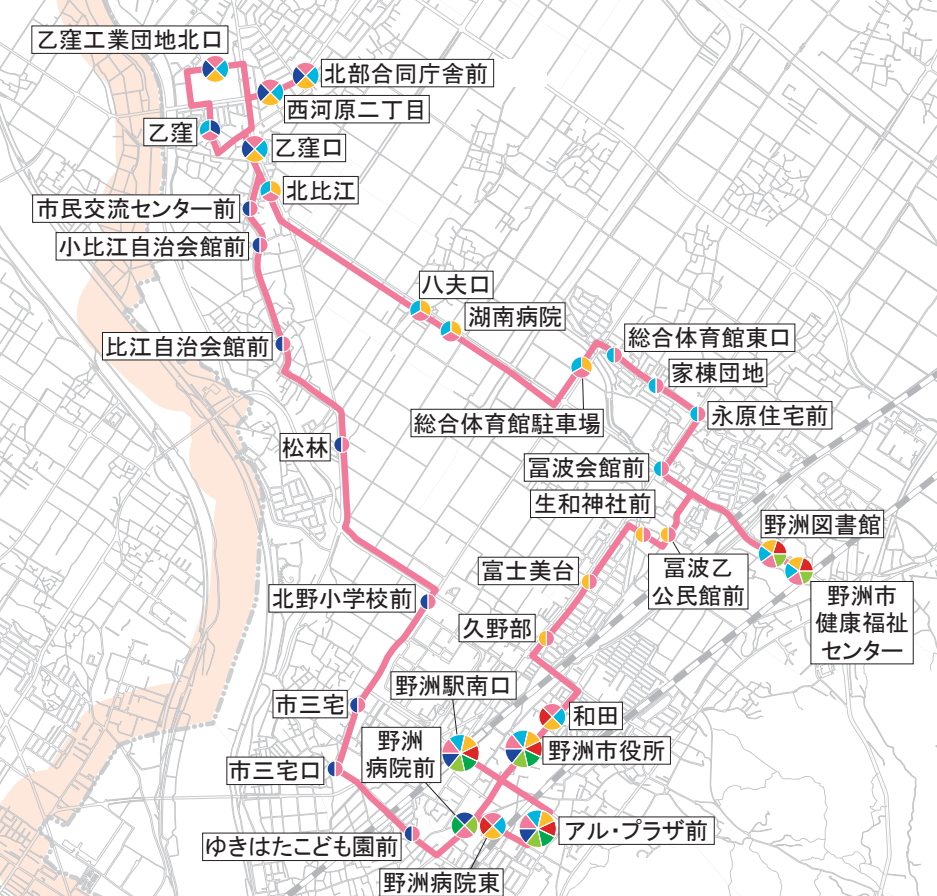 乙窪工業団地北口
北部合同庁舎前
西河原二丁目
乙窪
乙窪口
北比江
市民交流センター前
小比江自治会館前
八夫口
湖南病院
総合体育館東口
比江自治会館前
家棟団地
総合体育館駐車場
永原住宅前
松林
冨波会館前
生和神社前
野洲図書館
富士美台
冨波乙
公民館前
野洲市
健康福祉
センター
北野小学校前
久野部
野洲駅南口
市三宅
和田
野洲
病院前
野洲市役所
市三宅口
アル・プラザ前
ゆきはたこども園前
野洲病院東